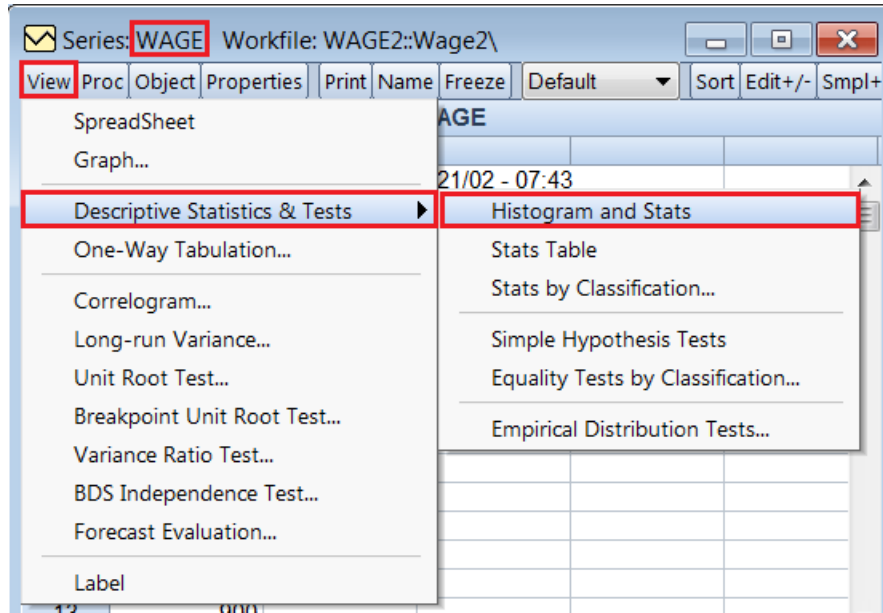 Series: WAGE Workfile: WAGE2::Wage2\
View Proc Object Properties Print Name Freeze Default Sort Edit+/- Smpl+
AGE
21/02 - 07:43
SpreadSheet
Graph...
Descriptive Statistics & Tests
One-Way Tabulation...
Correlogram...
Long-run Variance...
Unit Root Test...
Breakpoint Unit Root Test...
Variance Ratio Test...
BDS Independence Test...
Forecast Evaluation...
Label
Histogram and Stats
Stats Table
Stats by Classification...
Simple Hypothesis Tests
Equality Tests by Classification...
Empirical Distribution Tests...
13 900